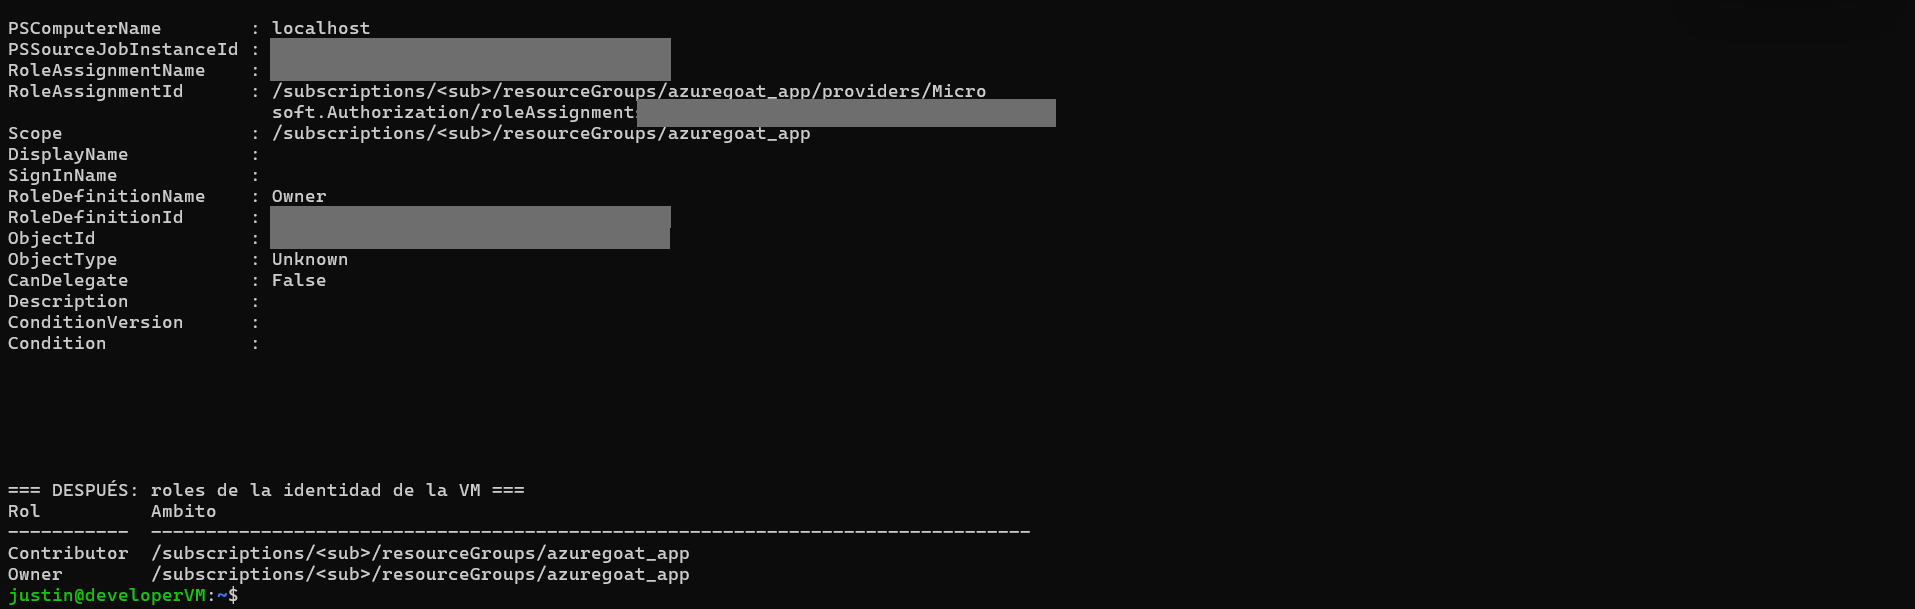 PSComputerName : localhost
PSSourceJobInstanceId :
RoleAssignmentName :
RoleAssignmentId : /subscriptions/<sub>/resourceGroups/azuregoat_app/providers/Micro
soft.Authorization/roleAssignments
Scope : /subscriptions/<sub>/resourceGroups/azuregoat_app
DisplayName :
SignInName :
RoleDefinitionName : Owner
RoleDefinitionId :
ObjectId :
ObjectType : Unknown
CanDelegate : False
Description :
ConditionVersion :
Condition :
=== DESPUÉS: roles de la identidad de la VM ===
Rol Ambito
----------- --------------------------------------------------------------------------------
Contributor /subscriptions/<sub>/resourceGroups/azuregoat_app
Owner /subscriptions/<sub>/resourceGroups/azuregoat_app
justin@developerVM:~$